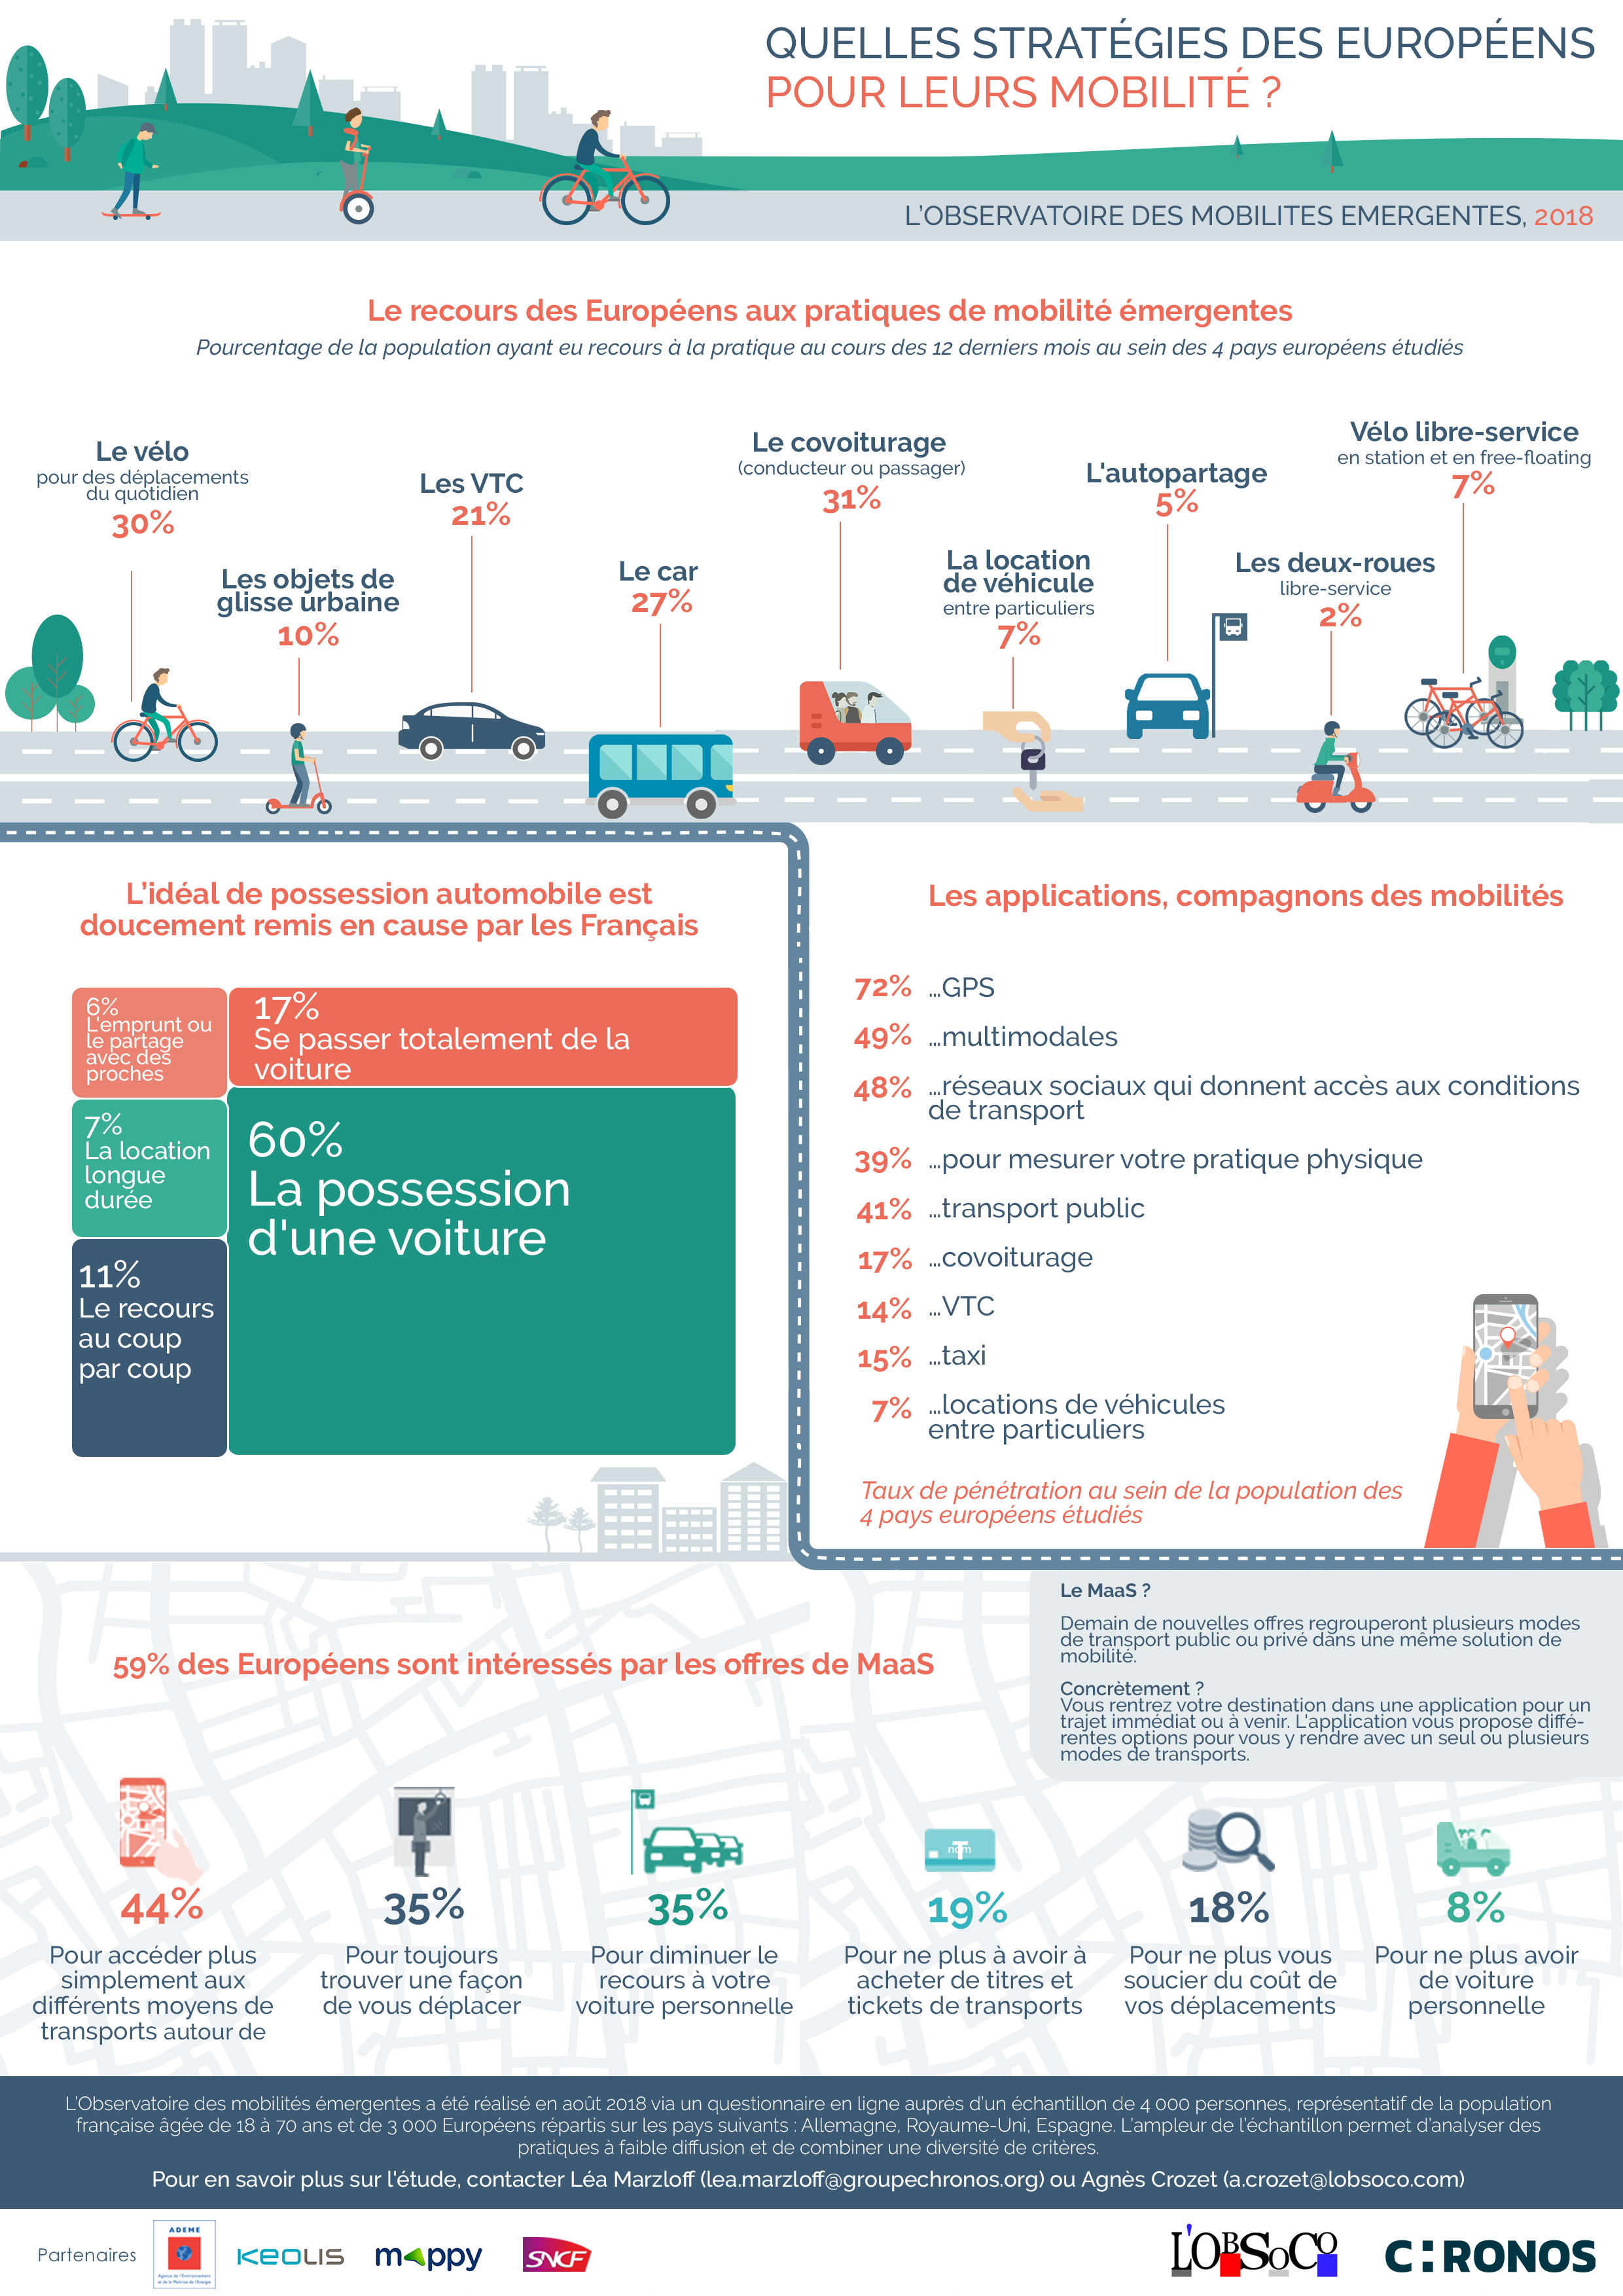 QUELLES STRATÉGIES DES EUROPÉENS
POUR LEURS MOBILITÉ ?
L'OBSERVATOIRE DES MOBILITES EMERGENTES, 2018
Le recours des Européens aux pratiques de mobilité émergentes
Pourcentage de la population ayant eu recours à la pratique au cours des 12 derniers mois au sein des 4 pays européens étudiés
Le vélo
pour des déplacements
du quotidien
30%
Les objets de
glisse urbaine
10%
Les VTC
21%
Le car
27%
Le covoiturage
(conducteur ou passager)
31%
La location
de véhicule
entre particuliers
7%
L'autopartage
5%
Les deux-roues
libre-service
2%
Vélo libre-service
en station et en free-floating
7%
L'idéal de possession automobile est
doucement remis en cause par les Français
6%
L'emprunt ou
le partage
avec des
proches
17%
Se passer totalement de la
voiture
7%
La location
longue
durée
60%
La possession
d'une voiture
11%
Le recours
au coup
par coup
Les applications, compagnons des mobilités
72% ...GPS
49% ...multimodales
48% ...réseaux sociaux qui donnent accès aux conditions
de transport
39% ...pour mesurer votre pratique physique
41% ...transport public
17% ...covoiturage
14% ...VTC
15% ...taxi
7% ...locations de véhicules
entre particuliers
Taux de pénétration au sein de la population des
4 pays européens étudiés
59% des Européens sont intéressés par les offres de MaaS
Le MaaS ?
Demain de nouvelles offres regrouperont plusieurs modes
de transport public ou privé dans une même solution de
mobilité.
Concrètement ?
Vous rentrez votre destination dans une application pour un
trajet immédiat ou à venir. L'application vous propose diffé-
rentes options pour vous y rendre avec un seul ou plusieurs
modes de transports.
44%
Pour accéder plus
simplement aux
différents moyens de
transports autour de
35%
Pour toujours
trouver une façon
de vous déplacer
35%
Pour diminuer le
recours à votre
voiture personnelle
nom
19%
Pour ne plus à avoir à
acheter de titres et
tickets de transports
18%
Pour ne plus vous
soucier du coût de
vos déplacements
8%
Pour ne plus avoir
de voiture
personnelle
L'Observatoire des mobilités émergentes a été réalisé en août 2018 via un questionnaire en ligne auprès d'un échantillon de 4 000 personnes, représentatif de la population
française âgée de 18 à 70 ans et de 3 000 Européens répartis sur les pays suivants : Allemagne, Royaume-Uni, Espagne. L'ampleur de l'échantillon permet d'analyser des
pratiques à faible diffusion et de combiner une diversité de critères.
Pour en savoir plus sur l'étude, contacter Léa Marzloff (lea.marzloff@groupechronos.org) ou Agnès Crozet (a.crozet@lobsoco.com)
Partenaires
ADEME
Agence de l'Environnement
et de la Maîtrise de l'Energie
KEOLIS
mappy
SNCF
L'OBSOCO
CHRONOS